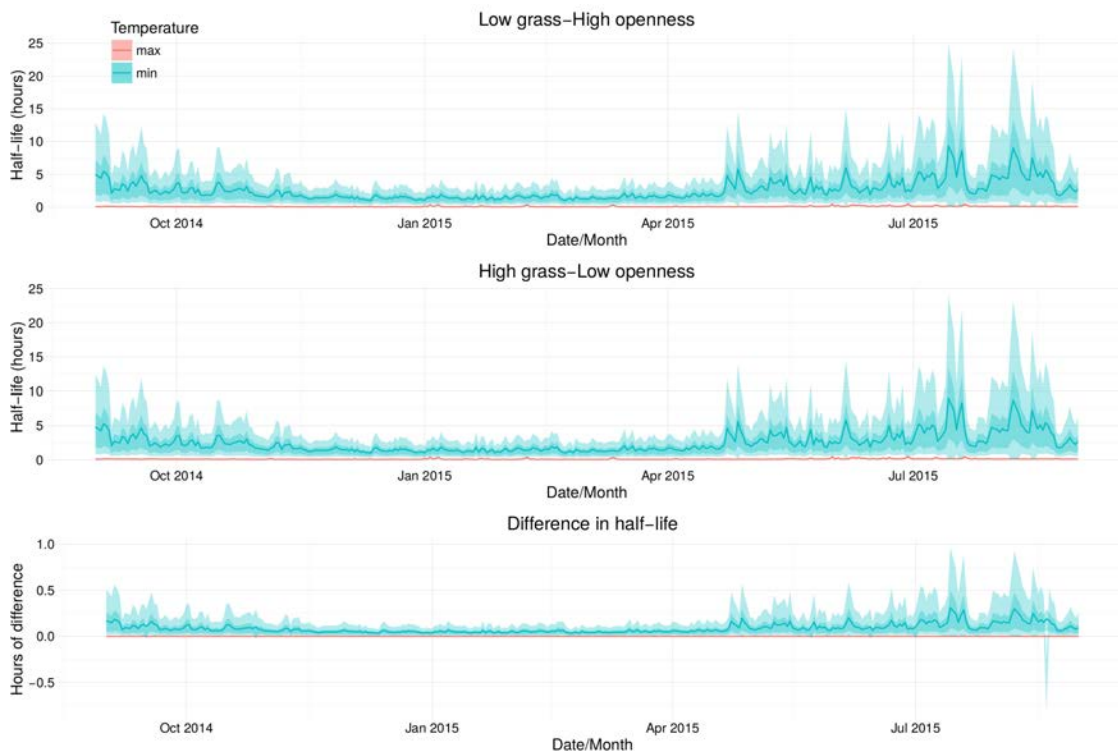 Low grass−High openness
Temperature
max
min
25
20
15
10
5
0
Half−life (hours)
Oct 2014 Jan 2015 Apr 2015 Jul 2015
Date/Month
High grass−Low openness
25
20
15
10
5
0
Half−life (hours)
Oct 2014 Jan 2015 Apr 2015 Jul 2015
Date/Month
Difference in half−life
1.0
0.5
0.0
−0.5
Hours of difference
Oct 2014 Jan 2015 Apr 2015 Jul 2015
Date/Month